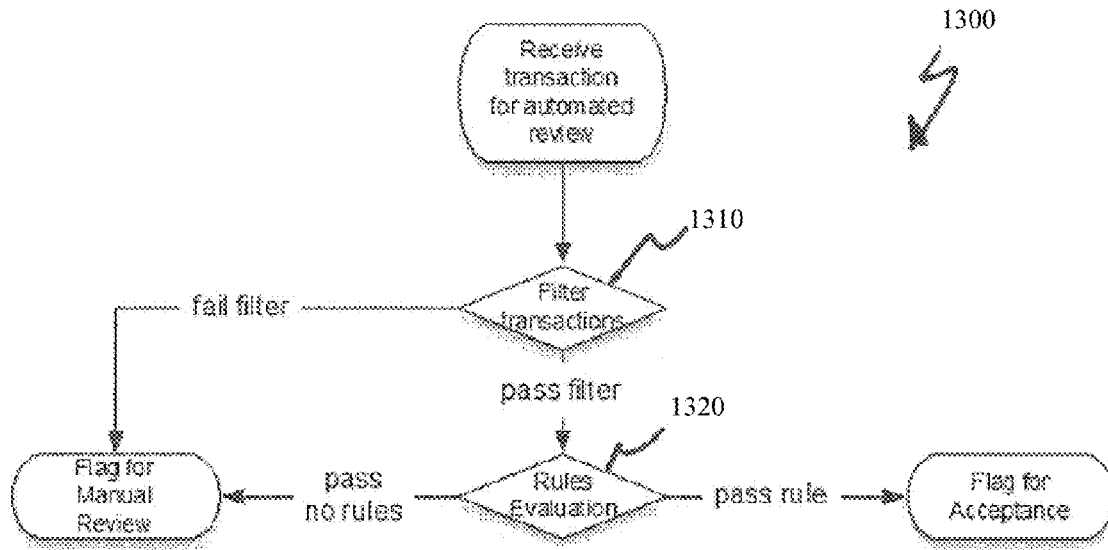 1300
Receive
transaction
for automated
review
1310
fail filter
Filter
transactions
pass filter
1320
Flag for
Manual
Review
pass
no rules
Rules
Evaluation
pass rule
Flag for
Acceptance